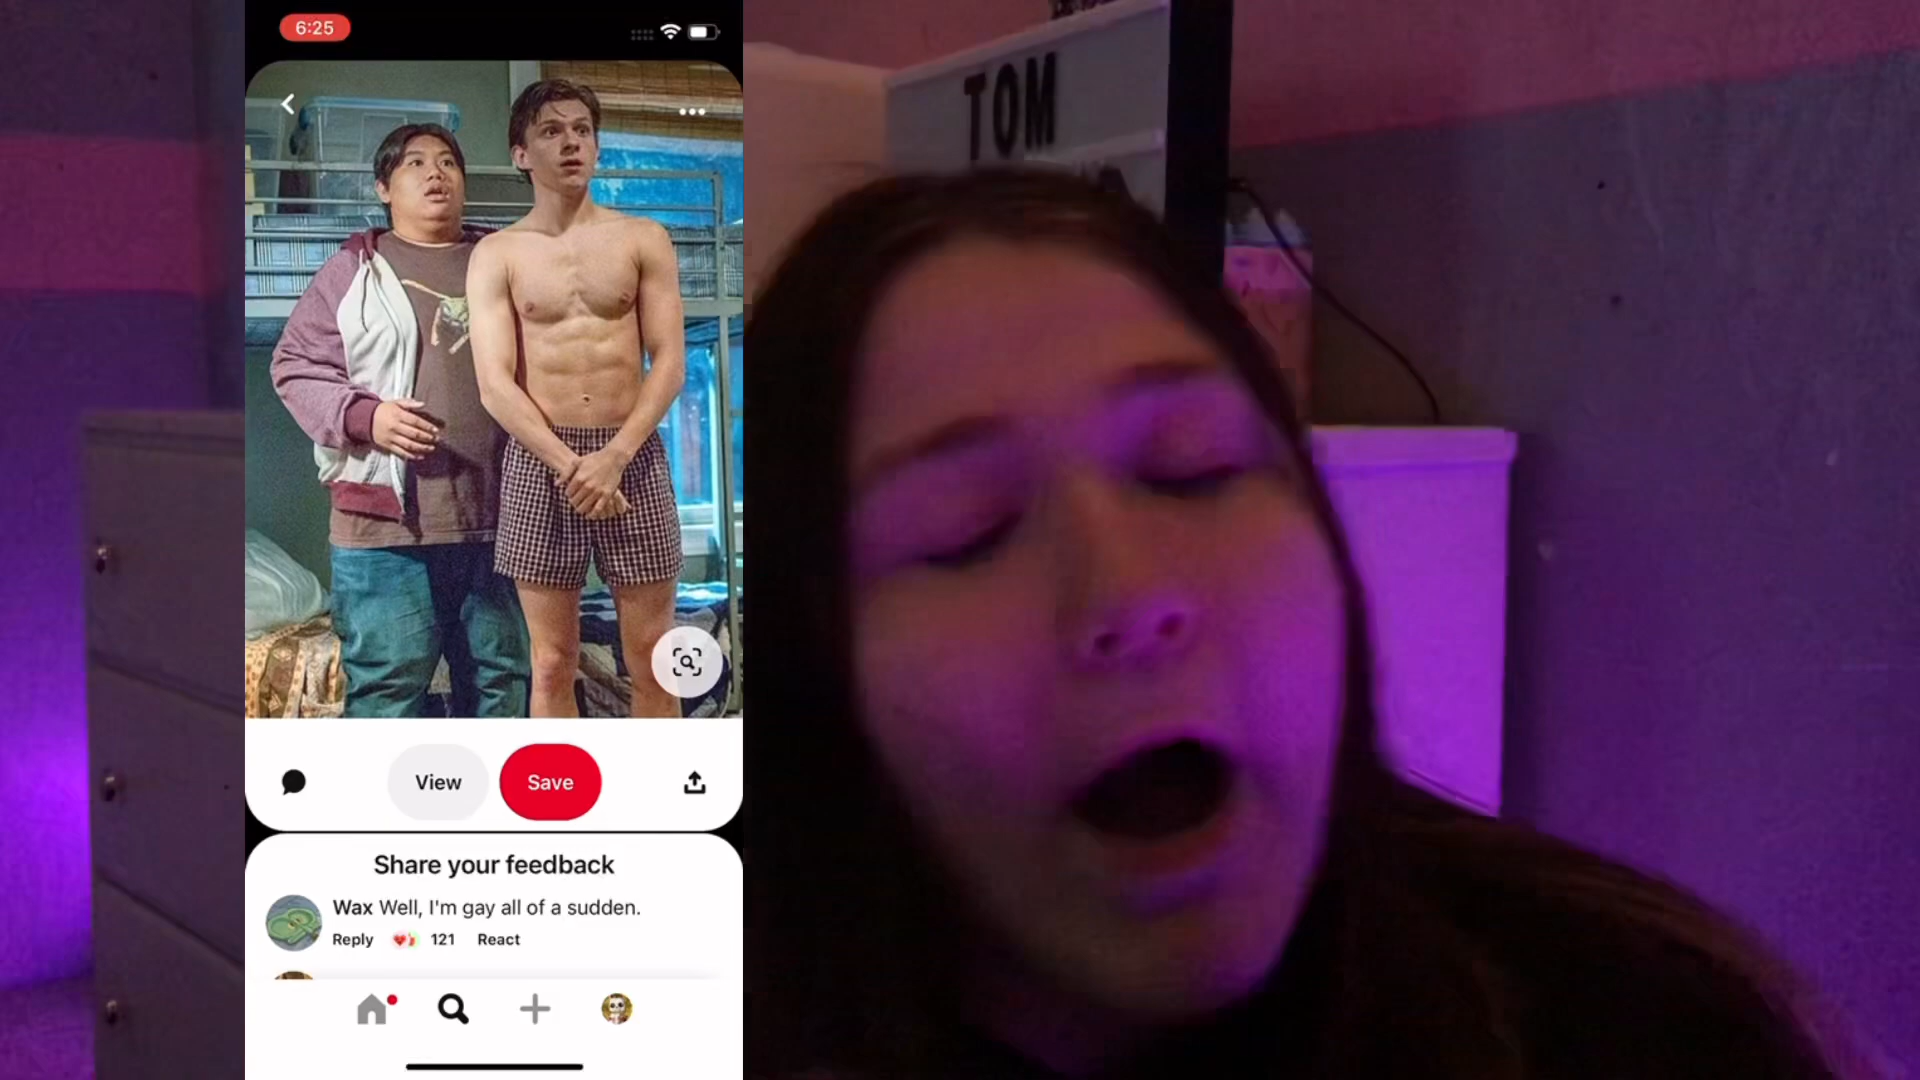 6:25
TOM
View
Save
Share your feedback
Wax Well, I'm gay all of a sudden.
Reply 121 React